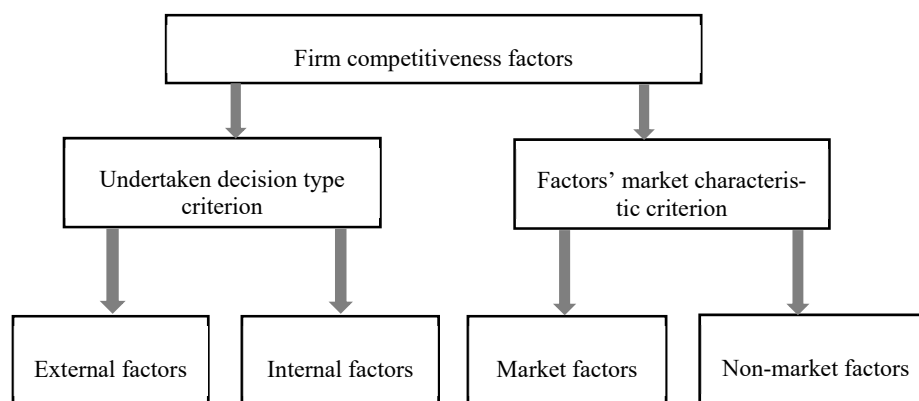 Firm competitiveness factors
Undertaken decision type
criterion
Factors’ market characteris-
tic criterion
External factors
Internal factors
Market factors
Non-market factors